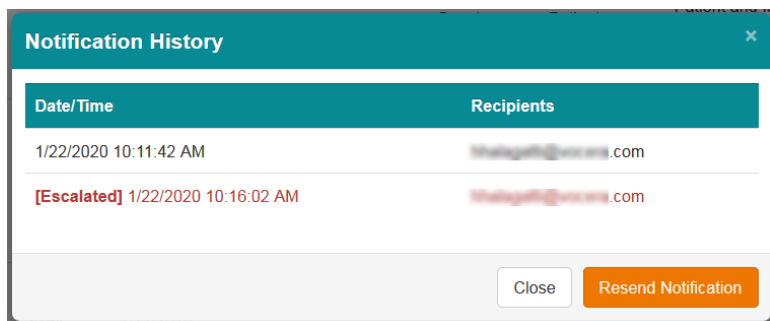 Notification History ×
Date/Time Recipients
1/22/2020 10:11:42 AM .com
[Escalated] 1/22/2020 10:16:02 AM .com
Close Resend Notification